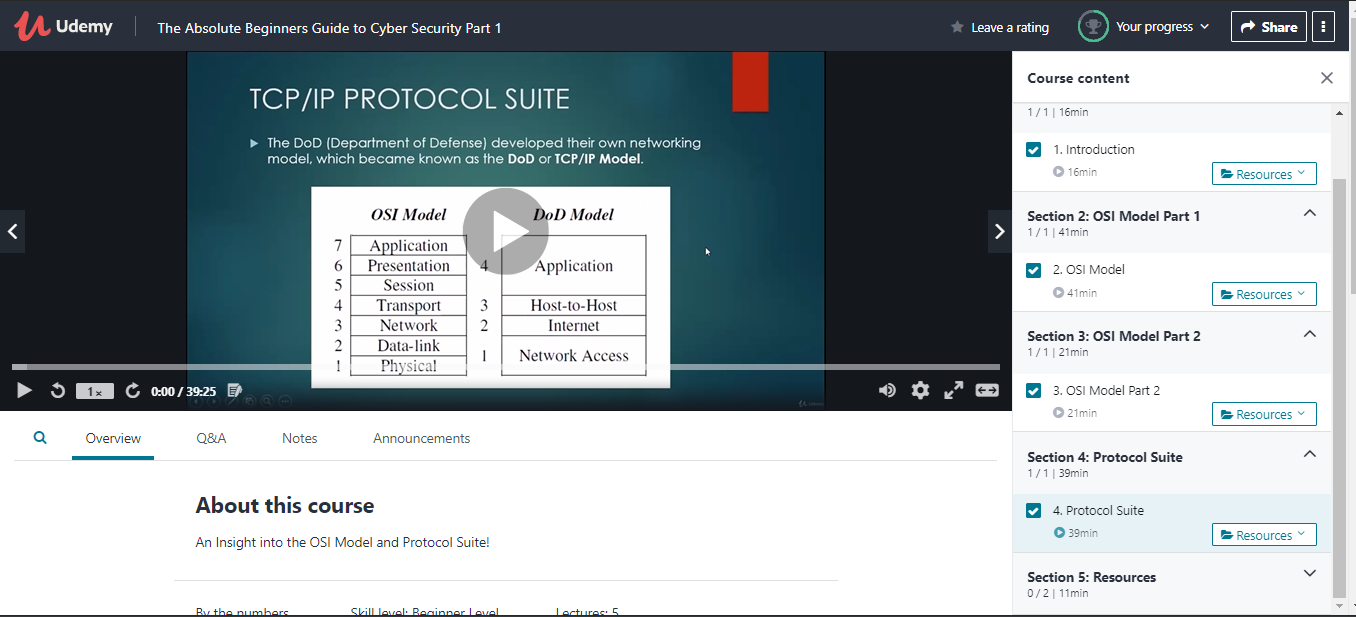 Udemy
The Absolute Beginners Guide to Cyber Security Part 1
Leave a rating
Your progress
Share
TCP/IP PROTOCOL SUITE
The DoD (Department of Defense) developed their own networking
model, which became known as the DoD or TCP/IP Model.
OSI Model DoD Model
7 Application
6 Presentation 4 Application
5 Session
4 Transport 3 Host-to-Host
3 Network 2 Internet
2 Data-link
1 Physical 1 Network Access
1x 0:00 / 39:25
Overview Q&A Notes Announcements
About this course
An Insight into the OSI Model and Protocol Suite!
By the numbers Skill level: Beginner Level Lectures: 5
Course content
1 / 1 | 16min
1. Introduction
16min
Resources
Section 2: OSI Model Part 1
1 / 1 | 41min
2. OSI Model
41min
Resources
Section 3: OSI Model Part 2
1 / 1 | 21min
3. OSI Model Part 2
21min
Resources
Section 4: Protocol Suite
1 / 1 | 39min
4. Protocol Suite
39min
Resources
Section 5: Resources
0 / 2 | 11min